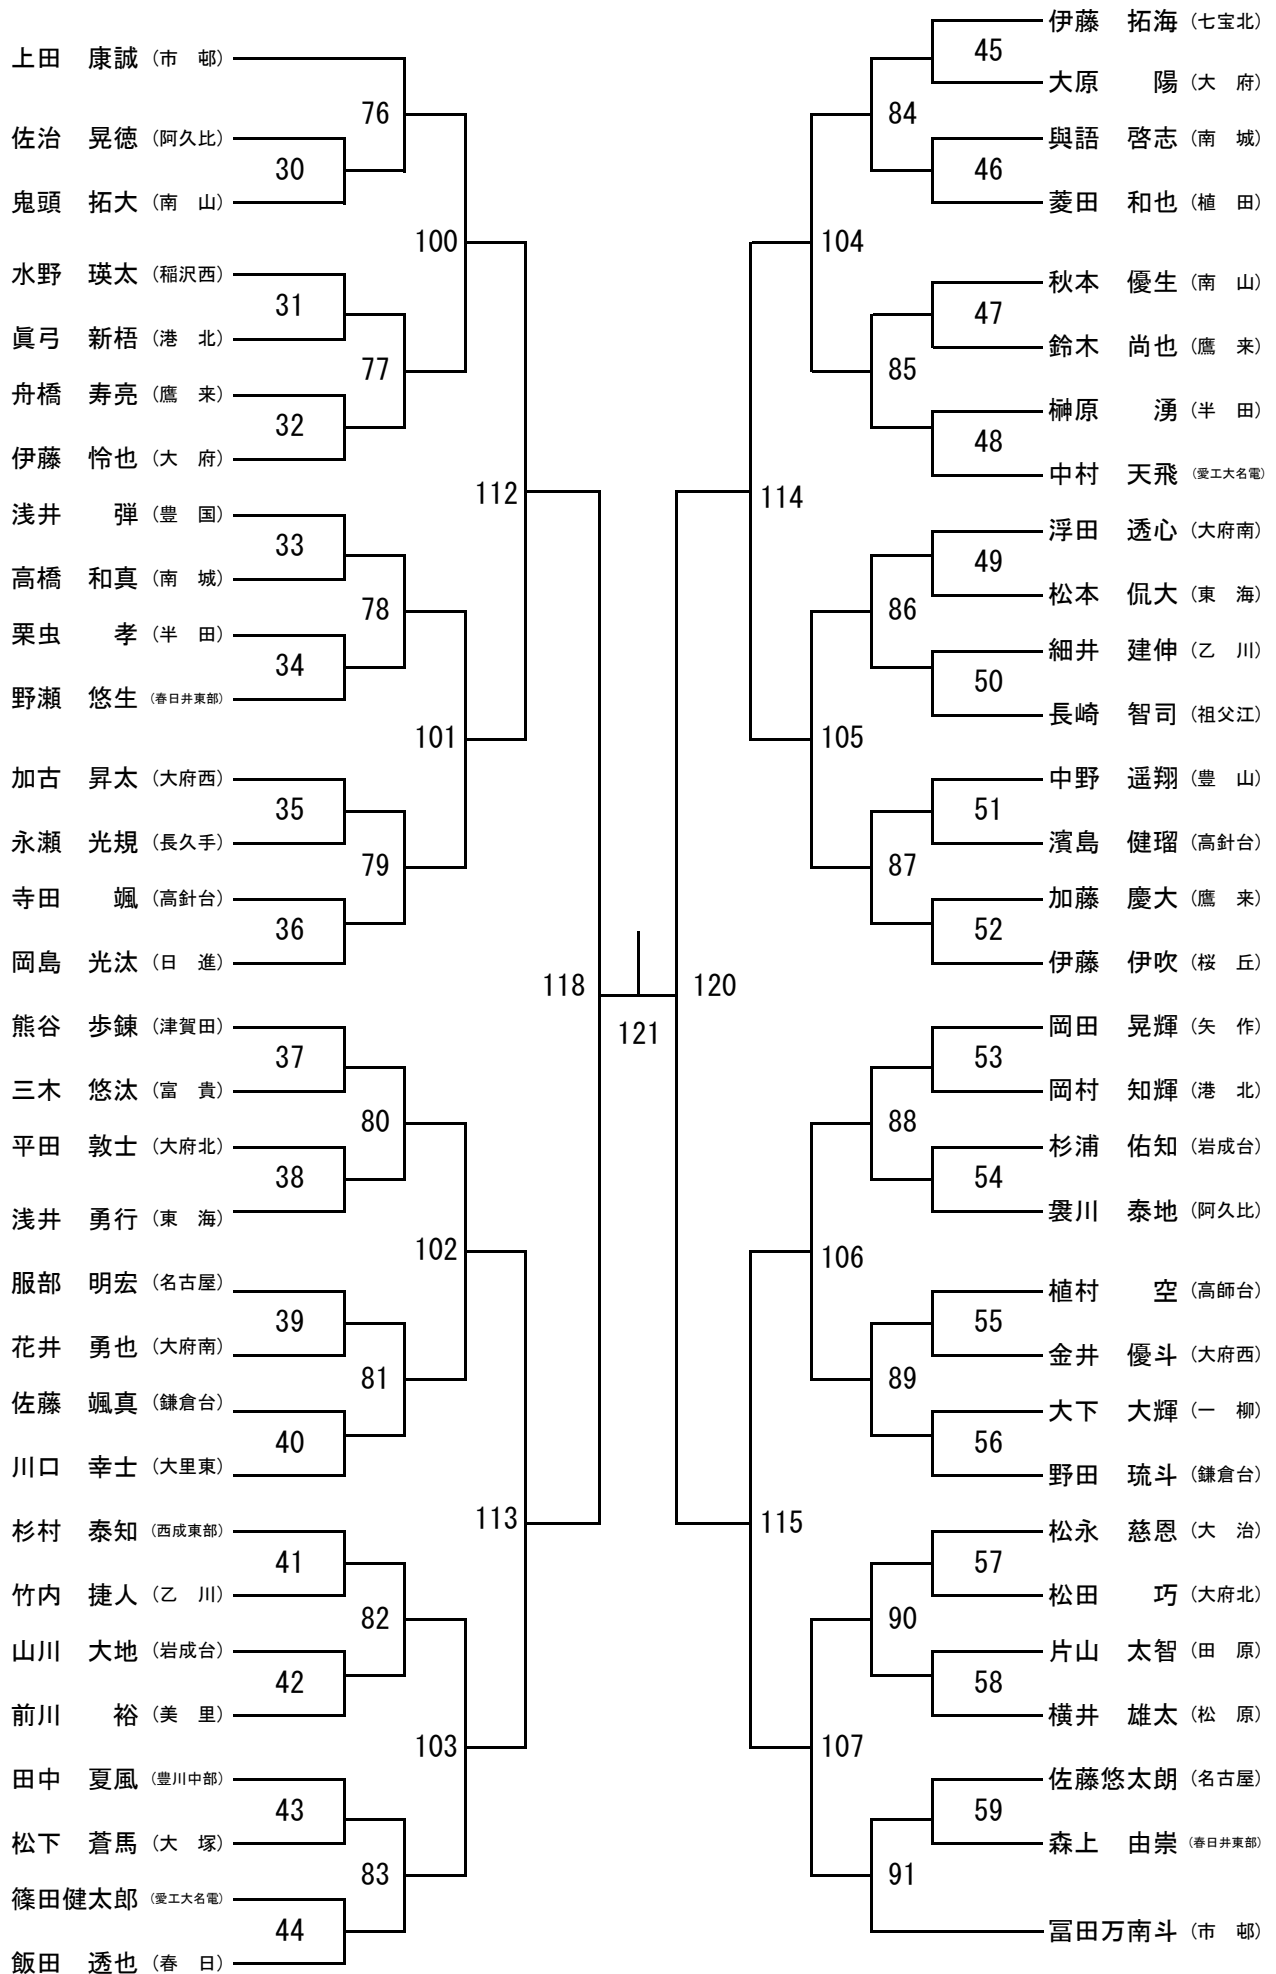 上田　康誠（市　邨）
76
佐治　晃徳（阿久比）
30
鬼頭　拓大（南　山）
100
水野　瑛太（稲沢西）
31
眞弓　新梧（港　北）
77
舟橋　寿亮（鷹　来）
32
伊藤　怜也（大　府）
112
浅井　　弾（豊　国）
33
高橋　和真（南　城）
78
栗虫　　孝（半　田）
34
野瀬　悠生（春日井東部）
101
加古　昇太（大府西）
35
永瀬　光規（長久手）
79
寺田　　颯（高針台）
36
岡島　光汰（日　進）
118
熊谷　歩錬（津賀田）
37
三木　悠汰（富　貴）
80
平田　敦士（大府北）
38
浅井　勇行（東　海）
102
服部　明宏（名古屋）
39
花井　勇也（大府南）
81
佐藤　颯真（鎌倉台）
40
川口　幸士（大里東）
113
杉村　泰知（西成東部）
41
竹内　捷人（乙　川）
82
山川　大地（岩成台）
42
前川　　裕（美　里）
103
田中　夏風（豊川中部）
43
松下　蒼馬（大　塚）
83
篠田健太郎（愛工大名電）
44
飯田　透也（春　日）
121
伊藤　拓海（七宝北）
45
大原　　陽（大　府）
84
與語　啓志（南　城）
46
菱田　和也（植　田）
104
秋本　優生（南　山）
47
鈴木　尚也（鷹　来）
85
榊原　　湧（半　田）
48
中村　天飛（愛工大名電）
114
浮田　透心（大府南）
49
松本　侃大（東　海）
86
細井　建伸（乙　川）
50
長崎　智司（祖父江）
105
中野　遥翔（豊　山）
51
濱島　健瑠（高針台）
87
加藤　慶大（鷹　来）
52
伊藤　伊吹（桜　丘）
120
岡田　晃輝（矢　作）
53
岡村　知輝（港　北）
88
杉浦　佑知（岩成台）
54
袰川　泰地（阿久比）
106
植村　　空（高師台）
55
金井　優斗（大府西）
89
大下　大輝（一　柳）
56
野田　琉斗（鎌倉台）
115
松永　慈恩（大　治）
57
松田　　巧（大府北）
90
片山　太智（田　原）
58
横井　雄太（松　原）
107
佐藤悠太朗（名古屋）
59
森上　由崇（春日井東部）
91
冨田万南斗（市　邨）